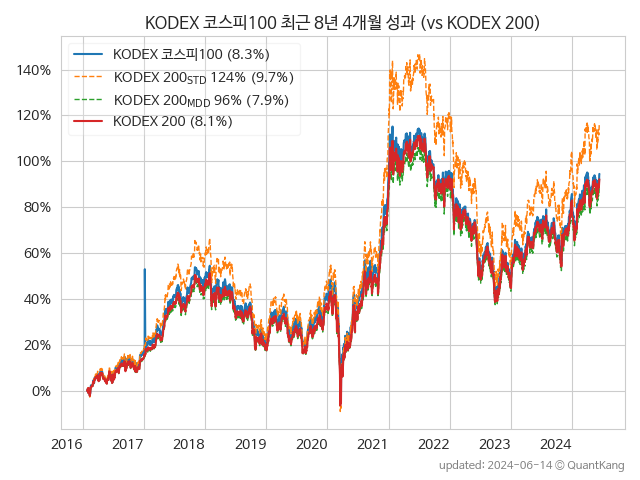 KODEX 코스피100 최근 8년 4개월 성과 (vs KODEX 200)
KODEX 코스피100 (8.3%)
KODEX 200STD 124% (9.7%)
KODEX 200MDD 96% (7.9%)
KODEX 200 (8.1%)
140%
120%
100%
80%
60%
40%
20%
0%
2016 2017 2018 2019 2020 2021 2022 2023 2024
updated: 2024-06-14 © QuantKang